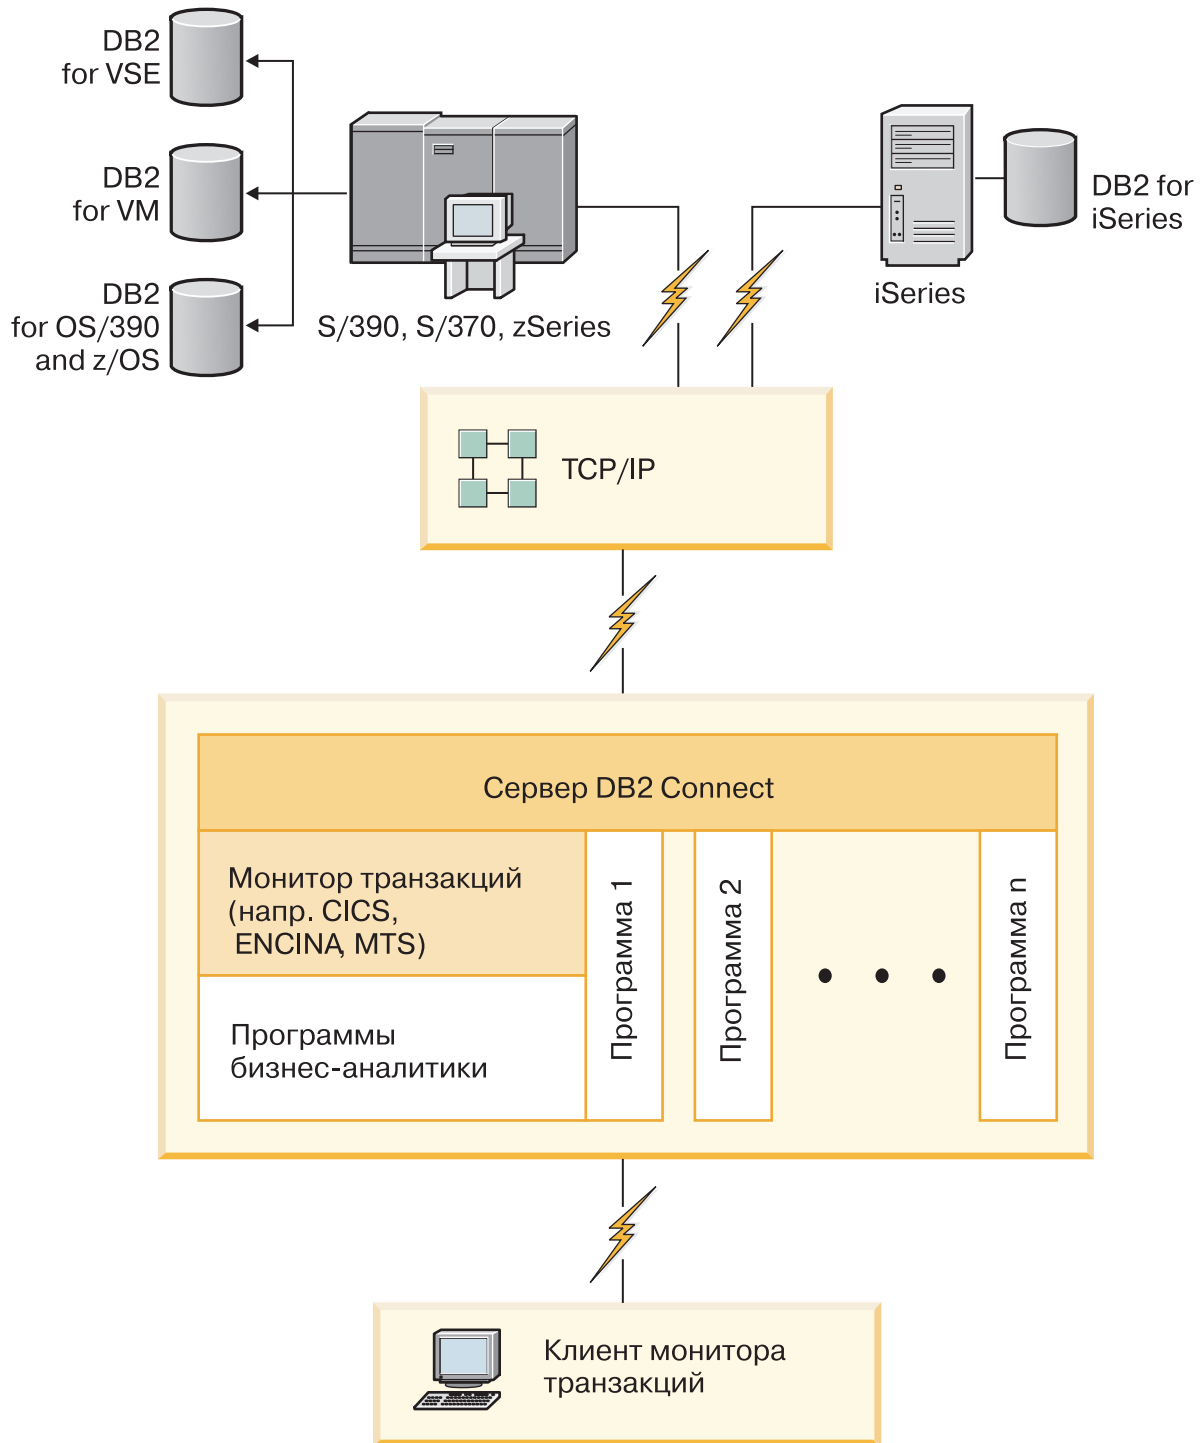 DB2
for VSE
DB2
for VM
DB2
for OS/390
and z/OS
S/390, S/370, zSeries
iSeries
DB2 for
iSeries
TCP/IP
Сервер DB2 Connect
Монитор транзакций
(напр. CICS,
ENCINA, MTS)
Программы
бизнес-аналитики
Программа 1
Программа 2
Программа n
Клиент монитора
транзакций